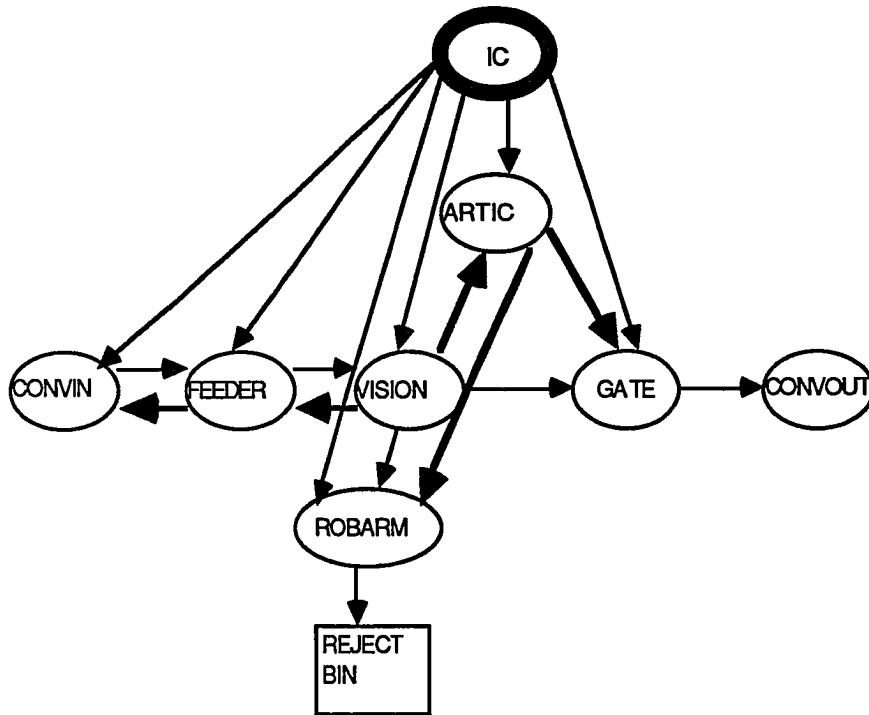 IC
ARTIC
CONVIN
FEEDER
VISION
GATE
CONVOUT
ROBARM
REJECT
BIN